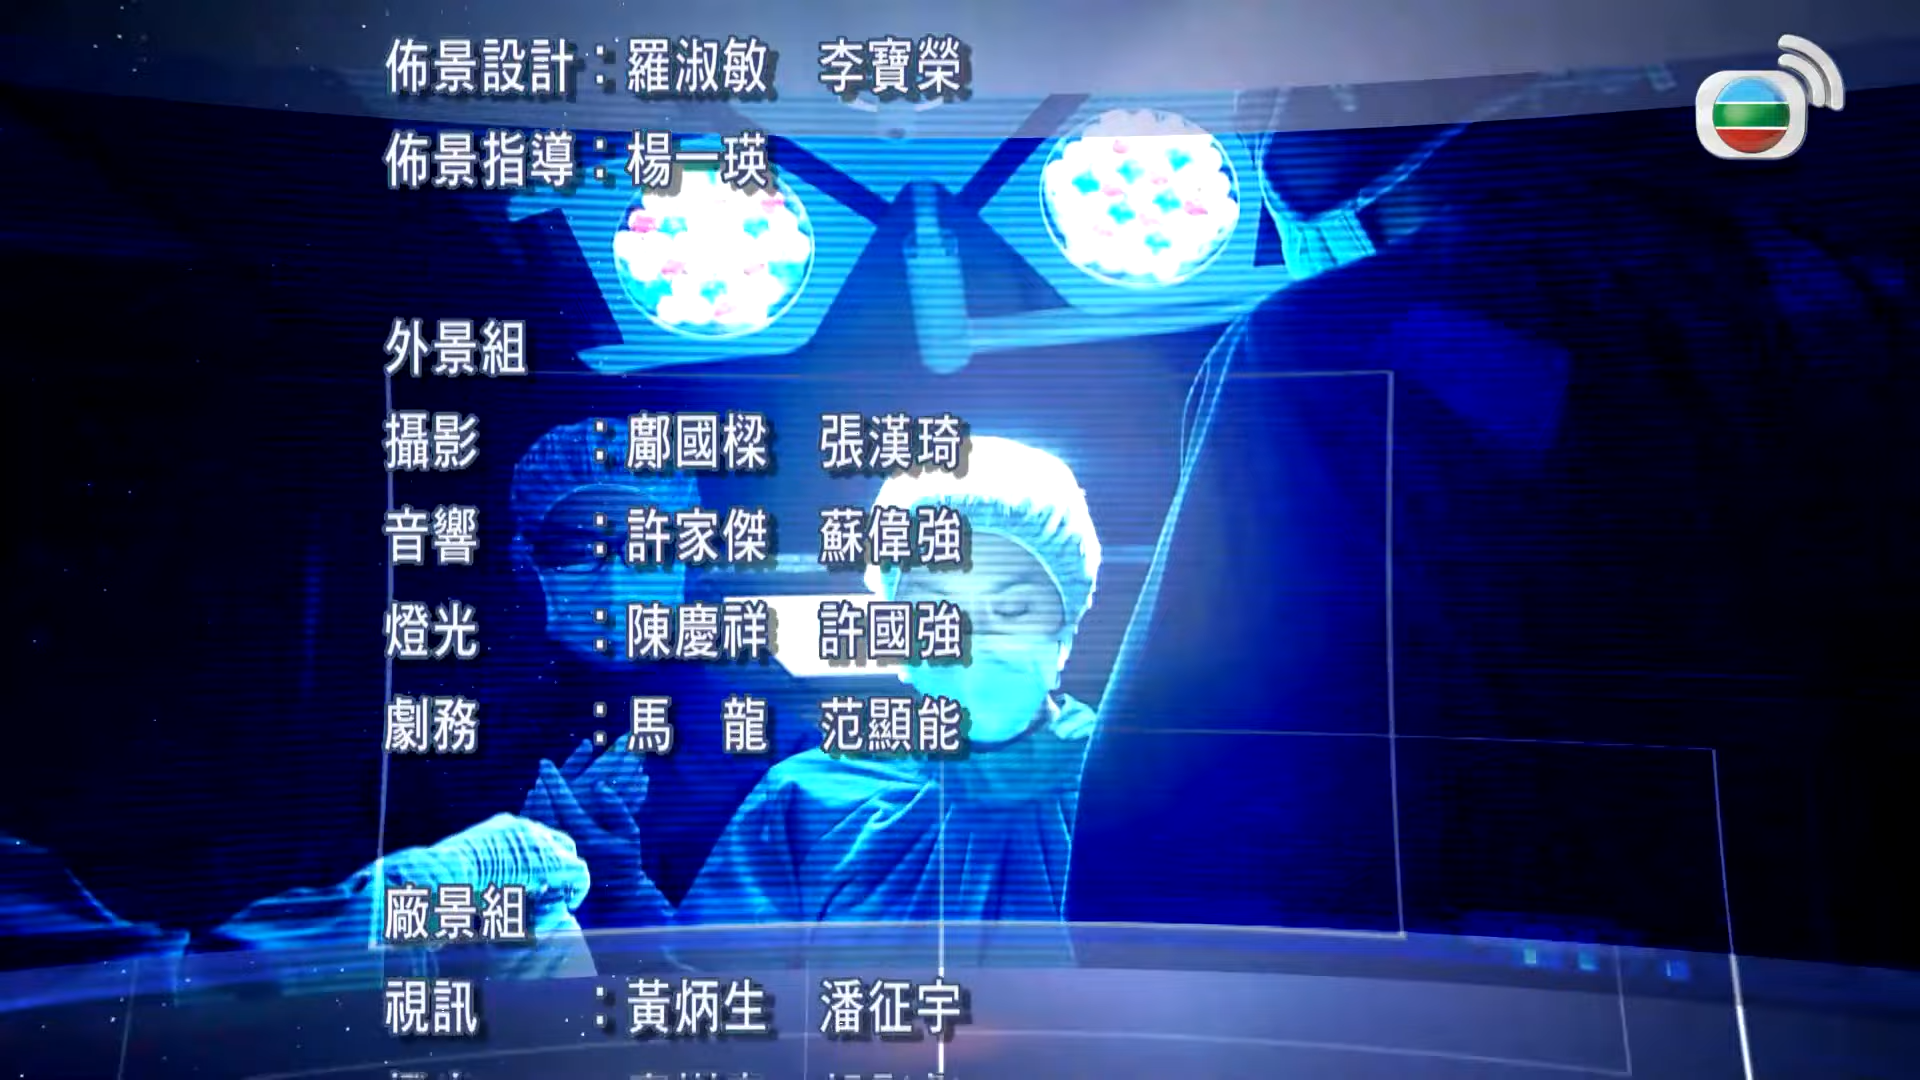 佈景設計：羅淑敏　李寶榮
佈景指導：楊一瑛
外景組
攝影　　：鄺國樑　張漢琦
音響　　：許家傑　蘇偉強
燈光　　：陳慶祥　許國強
劇務　　：馬　龍　范顯能
廠景組
視訊　　：黃炳生　潘征宇